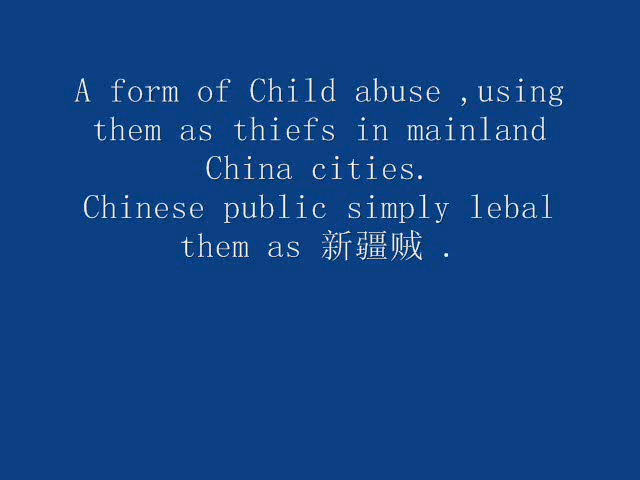 A form of Child abuse ,using
them as thiefs in mainland
China cities.
Chinese public simply lebal
them as 新疆贼 .